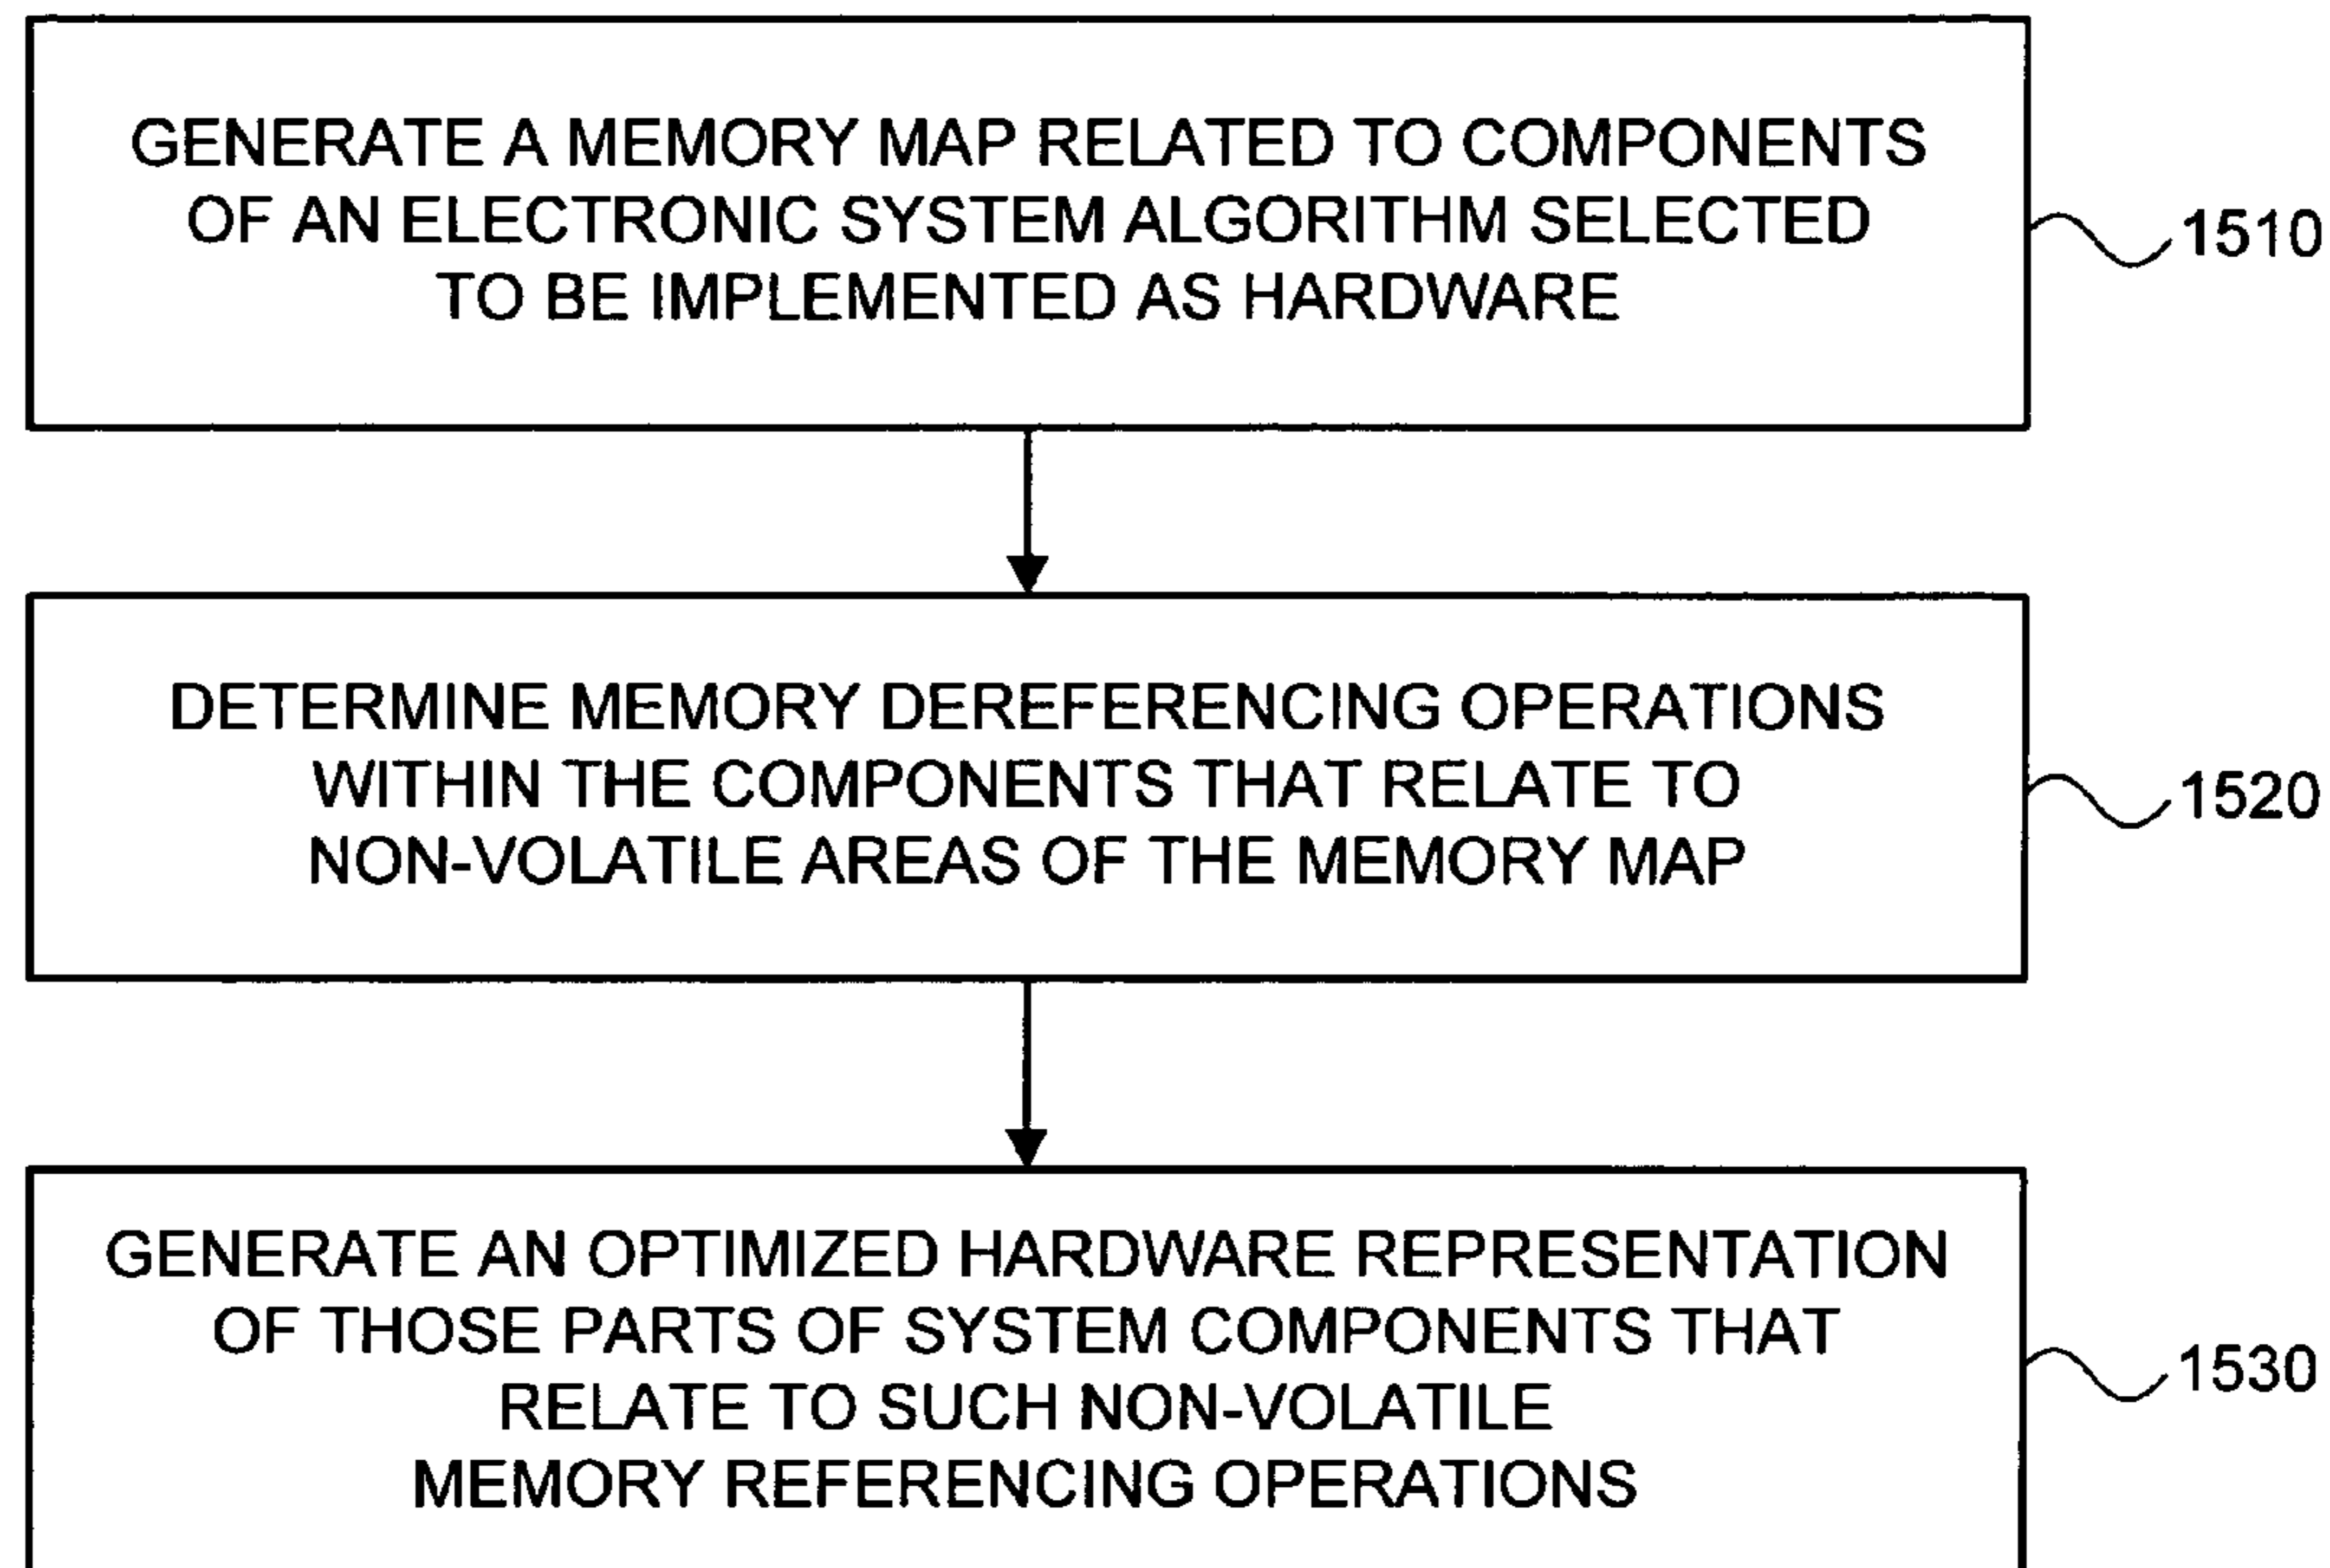 GENERATE A MEMORY MAP RELATED TO COMPONENTS
OF AN ELECTRONIC SYSTEM ALGORITHM SELECTED
TO BE IMPLEMENTED AS HARDWARE
1510
DETERMINE MEMORY DEREFERENCING OPERATIONS
WITHIN THE COMPONENTS THAT RELATE TO
NON-VOLATILE AREAS OF THE MEMORY MAP
1520
GENERATE AN OPTIMIZED HARDWARE REPRESENTATION
OF THOSE PARTS OF SYSTEM COMPONENTS THAT
RELATE TO SUCH NON-VOLATILE
MEMORY REFERENCING OPERATIONS
1530